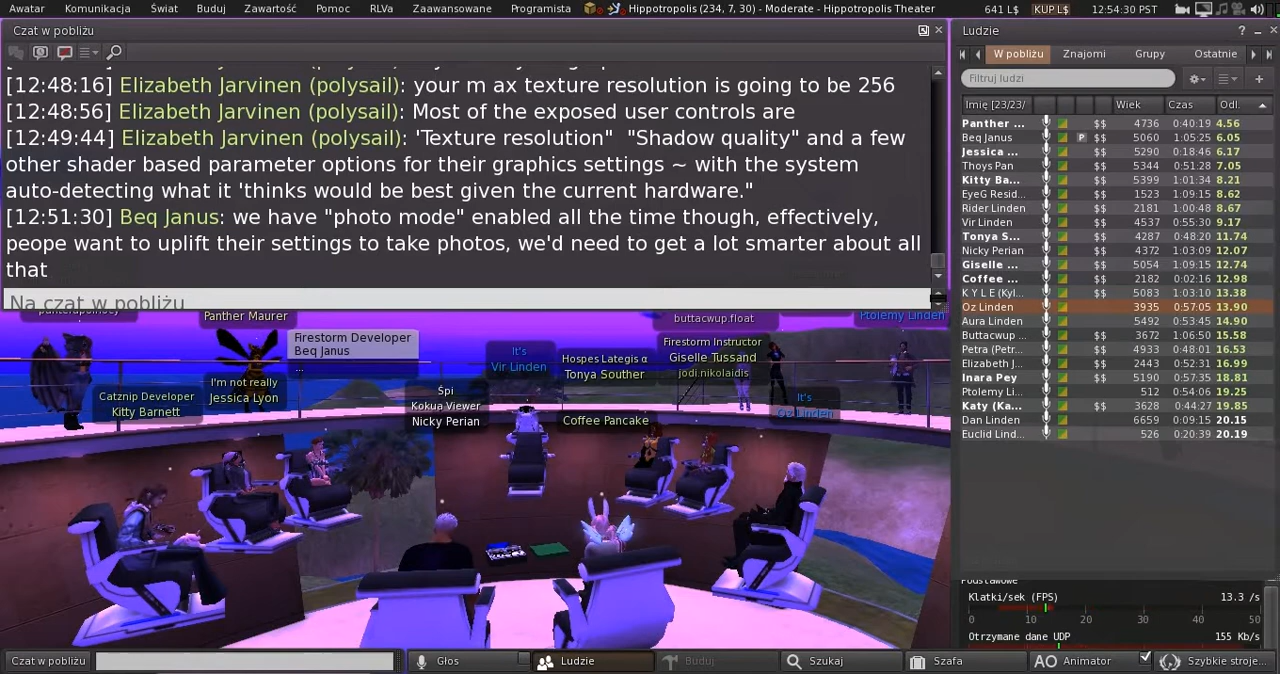 Awatar Komunikacja Świat Buduj Zawartość Pomoc RLVa Zaawansowane Programista Hippotropolis (234, 7, 30) - Moderate - Hippotropolis Theater 641 L$ KUP L$ 12:54:30 PST
Czat w pobliżu
[12:48:16] Elizabeth Jarvinen (polysail): your m ax texture resolution is going to be 256
[12:48:56] Elizabeth Jarvinen (polysail): Most of the exposed user controls are
[12:49:44] Elizabeth Jarvinen (polysail): 'Texture resolution"  "Shadow quality" and a few
other shader based parameter options for their graphics settings ~ with the system
auto-detecting what it 'thinks would be best given the current hardware."
[12:51:30] Beq Janus: we have "photo mode" enabled all the time though, effectively,
peope want to uplift their settings to take photos, we'd need to get a lot smarter about all
that
Na czat w pobliżu
Panther Maurer
Firestorm Developer
Beq Janus
...
I'm not really
Jessica Lyon
Catznip Developer
Kitty Barnett
Śpi
Kokua Viewer
Nicky Perian
It's
Vir Linden
Hospes Lategis α
Tonya Souther
Coffee Pancake
buttacwup.float
Firestorm Instructor
Giselle Tussand
jodi.nikolaidis
Ptolemy Linden
It's
Oz Linden
Ludzie
W pobliżu Znajomi Grupy Ostatnie
Filtruj ludzi
Imię [23/23/ Wiek Czas Odl.
Panther ... $$ 4736 0:40:19 4.56
Beq Janus P $$ 5060 1:05:25 6.05
Jessica ... $$ 5290 0:18:46 6.17
Thoys Pan $$ 5344 0:51:28 7.05
Kitty Ba... $$ 5399 1:01:34 8.21
EyeG Resid... $$ 1523 1:09:15 8.62
Rider Linden $$ 2181 1:00:48 8.67
Vir Linden $$ 4537 0:55:30 9.17
Tonya S... $$ 4287 0:48:20 11.74
Nicky Perian $$ 4372 1:03:09 12.07
Giselle ... $$ 5054 1:09:15 12.74
Coffee ... $$ 2182 0:02:16 12.98
K Y L E (Kyl... $$ 5083 1:03:10 13.38
Oz Linden 3935 0:57:05 13.90
Aura Linden 5492 0:53:45 14.90
Buttacwup ... $$ 3672 1:06:50 15.58
Petra (Petr... $$ 4933 0:48:01 16.53
Elizabeth J... $$ 2443 0:52:31 16.99
Inara Pey $$ 5190 0:57:35 18.81
Ptolemy Li... 512 0:54:06 19.25
Katy (Ka... $$ 3628 0:44:27 19.85
Dan Linden 6659 0:09:15 20.15
Euclid Lind... 526 0:20:39 20.19
Podstawowe
Klatki/sek (FPS) 13.3 /s
0 10 20 30 40 50
Otrzymane dane UDP 155 Kb/s
Czat w pobliżu Głos Ludzie Buduj Szukaj Szafa AO Animator Szybkie stroje...